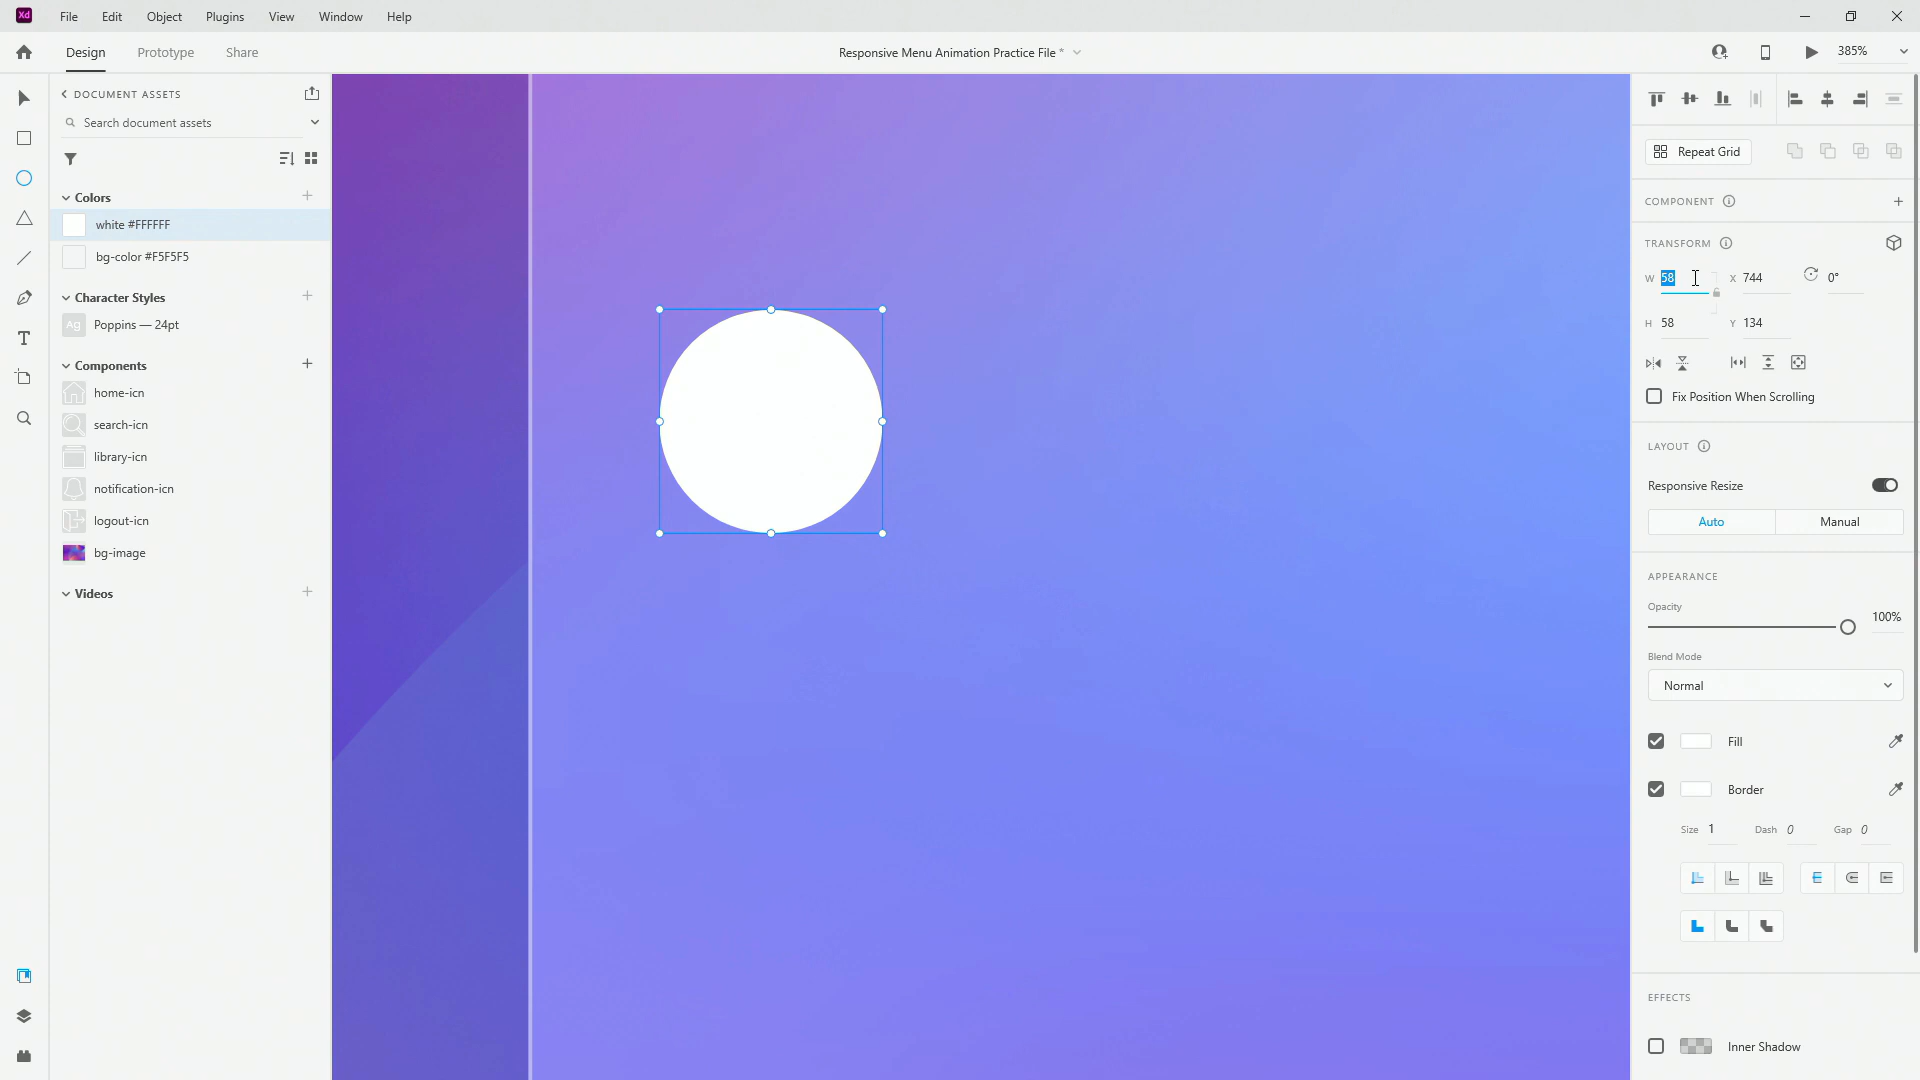 Xd File Edit Object Plugins View Window Help
Design Prototype Share
Responsive Menu Animation Practice File *
385%
DOCUMENT ASSETS
Search document assets
Colors
white #FFFFFF
bg-color #F5F5F5
Character Styles
Ag Poppins — 24pt
Components
home-icn
search-icn
library-icn
notification-icn
logout-icn
bg-image
Videos
Repeat Grid
COMPONENT
TRANSFORM
W 58 X 744 0°
H 58 Y 134
Fix Position When Scrolling
LAYOUT
Responsive Resize
Auto Manual
APPEARANCE
Opacity
100%
Blend Mode
Normal
Fill
Border
Size 1 Dash 0 Gap 0
EFFECTS
Inner Shadow